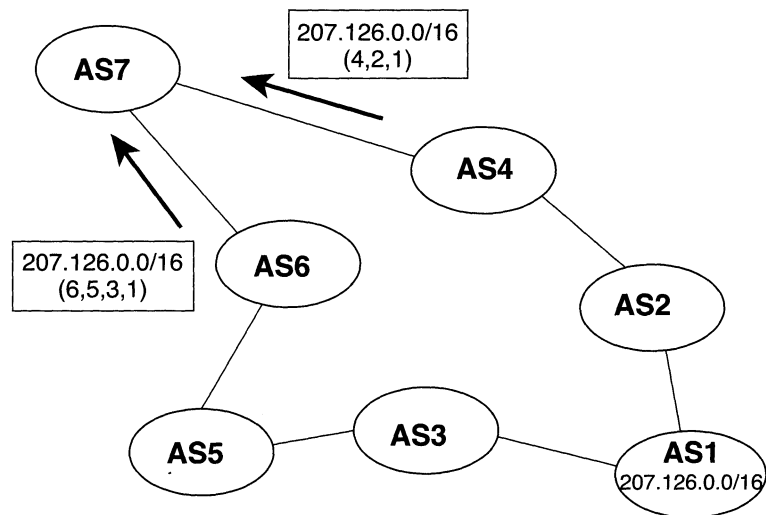 207.126.0.0/16
(4,2,1)
AS7
AS4
207.126.0.0/16
(6,5,3,1)
AS6
AS2
AS5
AS3
AS1
207.126.0.0/16